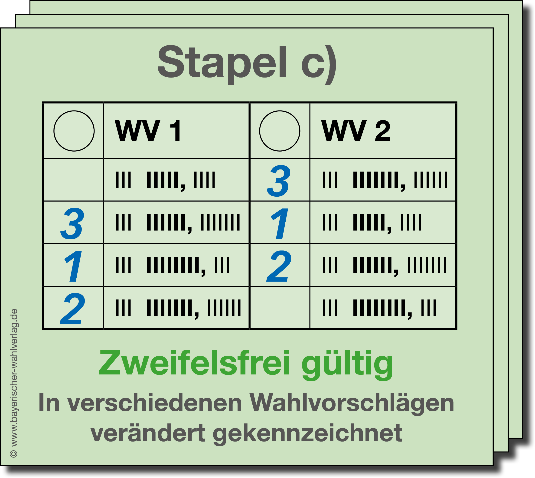 Stapel c)
WV 1 WV 2
3
3 1
1 2
2
Zweifelsfrei gültig
In verschiedenen Wahlvorschlägen
verändert gekennzeichnet
© www.bayerischer-wahlverlag.de